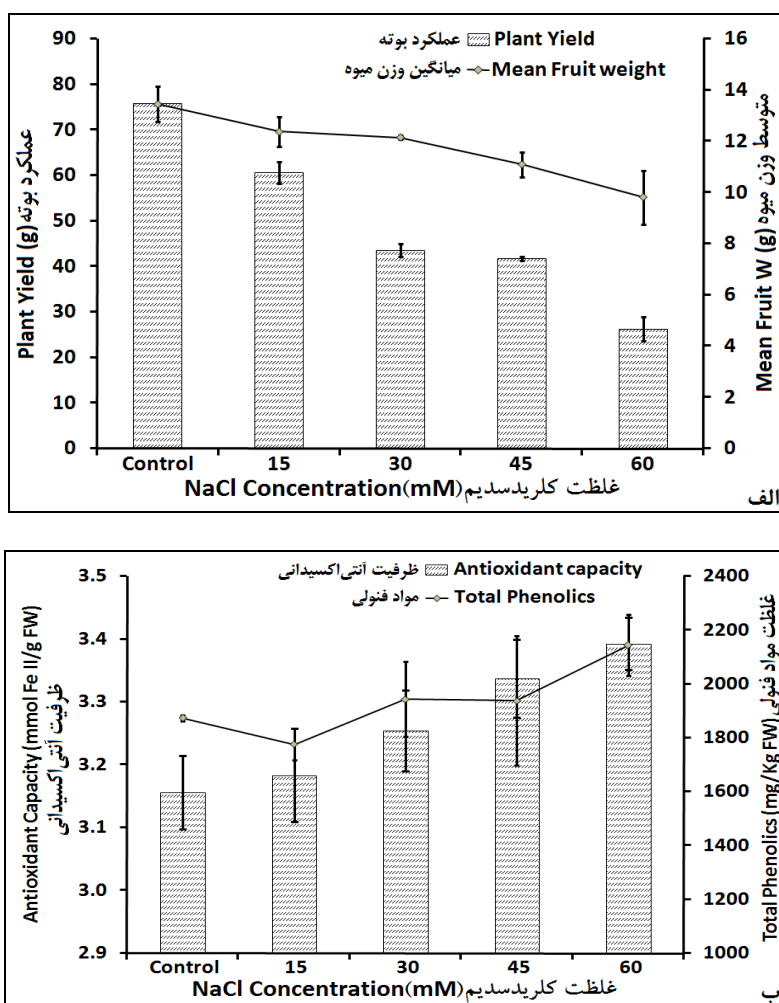 عملکرد بوته Plant Yield
میانگین وزن میوه Mean Fruit weight
Plant Yield (g) عملکرد بوته
90
80
70
60
50
40
30
20
10
0
16
14
12
10
8
6
4
2
0
Mean Fruit W (g) متوسط وزن میوه
Control 15 30 45 60
NaCl Concentration(mM) غلظت کلریدسدیم
الف
ظرفیت آنتی‌اکسیدانی Antioxidant capacity
مواد فنولی Total Phenolics
Antioxidant Capacity (mmol Fe II/g FW)
ظرفیت آنتی‌اکسیدانی
3.5
3.4
3.3
3.2
3.1
3.0
2.9
2400
2200
2000
1800
1600
1400
1200
1000
Total Phenolics (mg/Kg FW) غلظت مواد فنولی
Control 15 30 45 60
NaCl Concentration(mM) غلظت کلریدسدیم